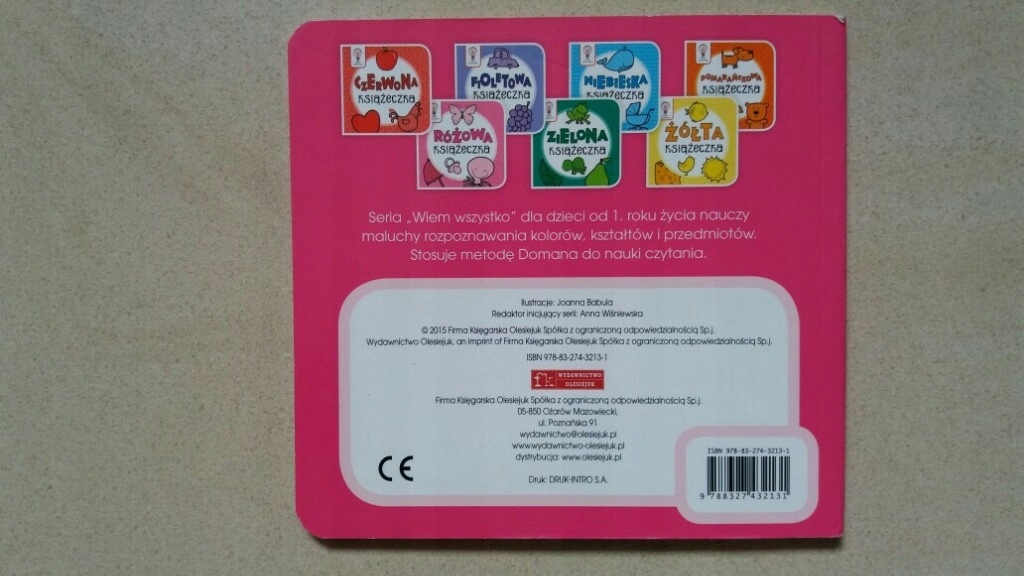 CZERWONA
KSIĄŻECZKA
FIOLETOWA
KSIĄŻECZKA
NIEBIESKA
KSIĄŻECZKA
POMARAŃCZOWA
KSIĄŻECZKA
RÓŻOWA
KSIĄŻECZKA
ZIELONA
KSIĄŻECZKA
ŻÓŁTA
KSIĄŻECZKA
Seria „Wiem wszystko” dla dzieci od 1. roku życia nauczy
maluchy rozpoznawania kolorów, kształtów i przedmiotów.
Stosuje metodę Domana do nauki czytania.
Ilustracje: Joanna Babula
Redaktor inicjujący serii: Anna Wiśniewska
© 2015 Firma Księgarska Olesiejuk Spółka z ograniczoną odpowiedzialnością Sp.j.
Wydawnictwo Olesiejuk, an imprint of Firma Księgarska Olesiejuk Spółka z ograniczoną odpowiedzialnością Sp.j.
ISBN 978-83-274-3213-1
fk WYDAWNICTWO
OLESIEJUK
Firma Księgarska Olesiejuk Spółka z ograniczoną odpowiedzialnością Sp.j.
05-850 Ożarów Mazowiecki,
ul. Poznańska 91
wydawnictwo@olesiejuk.pl
www.wydawnictwo-olesiejuk.pl
dystrybucja: www.olesiejuk.pl
CE
Druk: DRUK-INTRO S.A.
ISBN 978-83-274-3213-1
9 788327 432131